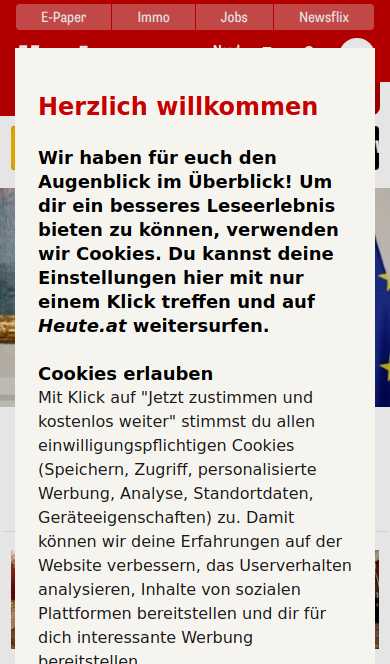 E-Paper
Immo
Jobs
Newsflix
Herzlich willkommen
Wir haben für euch den
Augenblick im Überblick! Um
dir ein besseres Leseerlebnis
bieten zu können, verwenden
wir Cookies. Du kannst deine
Einstellungen hier mit nur
einem Klick treffen und auf
Heute.at weitersurfen.
Cookies erlauben
Mit Klick auf "Jetzt zustimmen und
kostenlos weiter" stimmst du allen
einwilligungspflichtigen Cookies
(Speichern, Zugriff, personalisierte
Werbung, Analyse, Standortdaten,
Geräteeigenschaften) zu. Damit
können wir deine Erfahrungen auf der
Website verbessern, das Userverhalten
analysieren, Inhalte von sozialen
Plattformen bereitstellen und dir für
dich interessante Werbung
bereitstellen